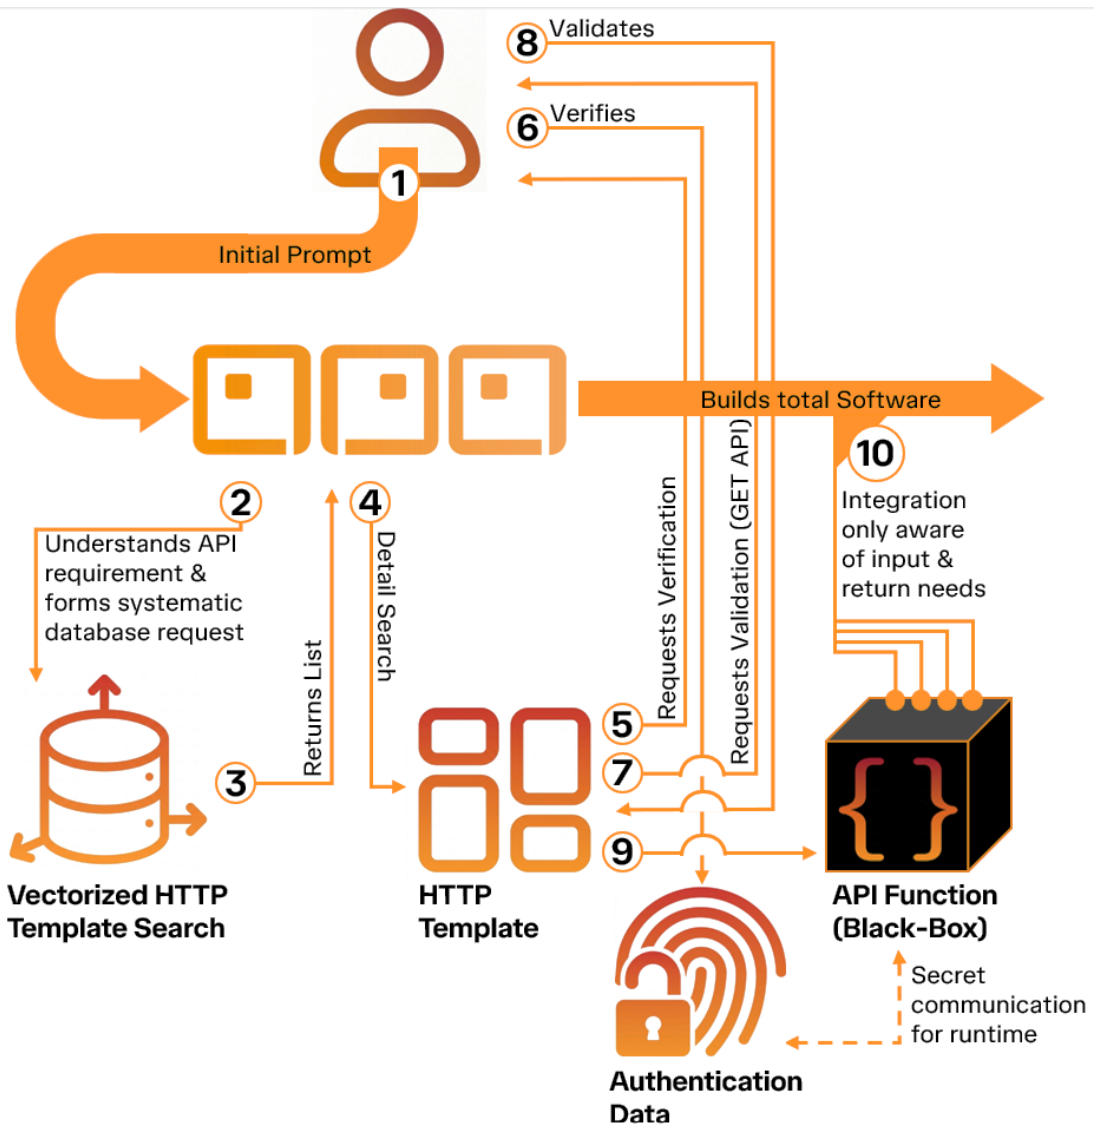 8 Validates
6 Verifies
1
Initial Prompt
Builds total Software
10
Integration
only aware
of input &
return needs
2
Understands API
requirement &
forms systematic
database request
3
Returns List
4
Detail Search
5
Requests Verification
7
Requests Validation (GET API)
9
Vectorized HTTP
Template Search
HTTP
Template
API Function
(Black-Box)
Secret
communication
for runtime
Authentication
Data